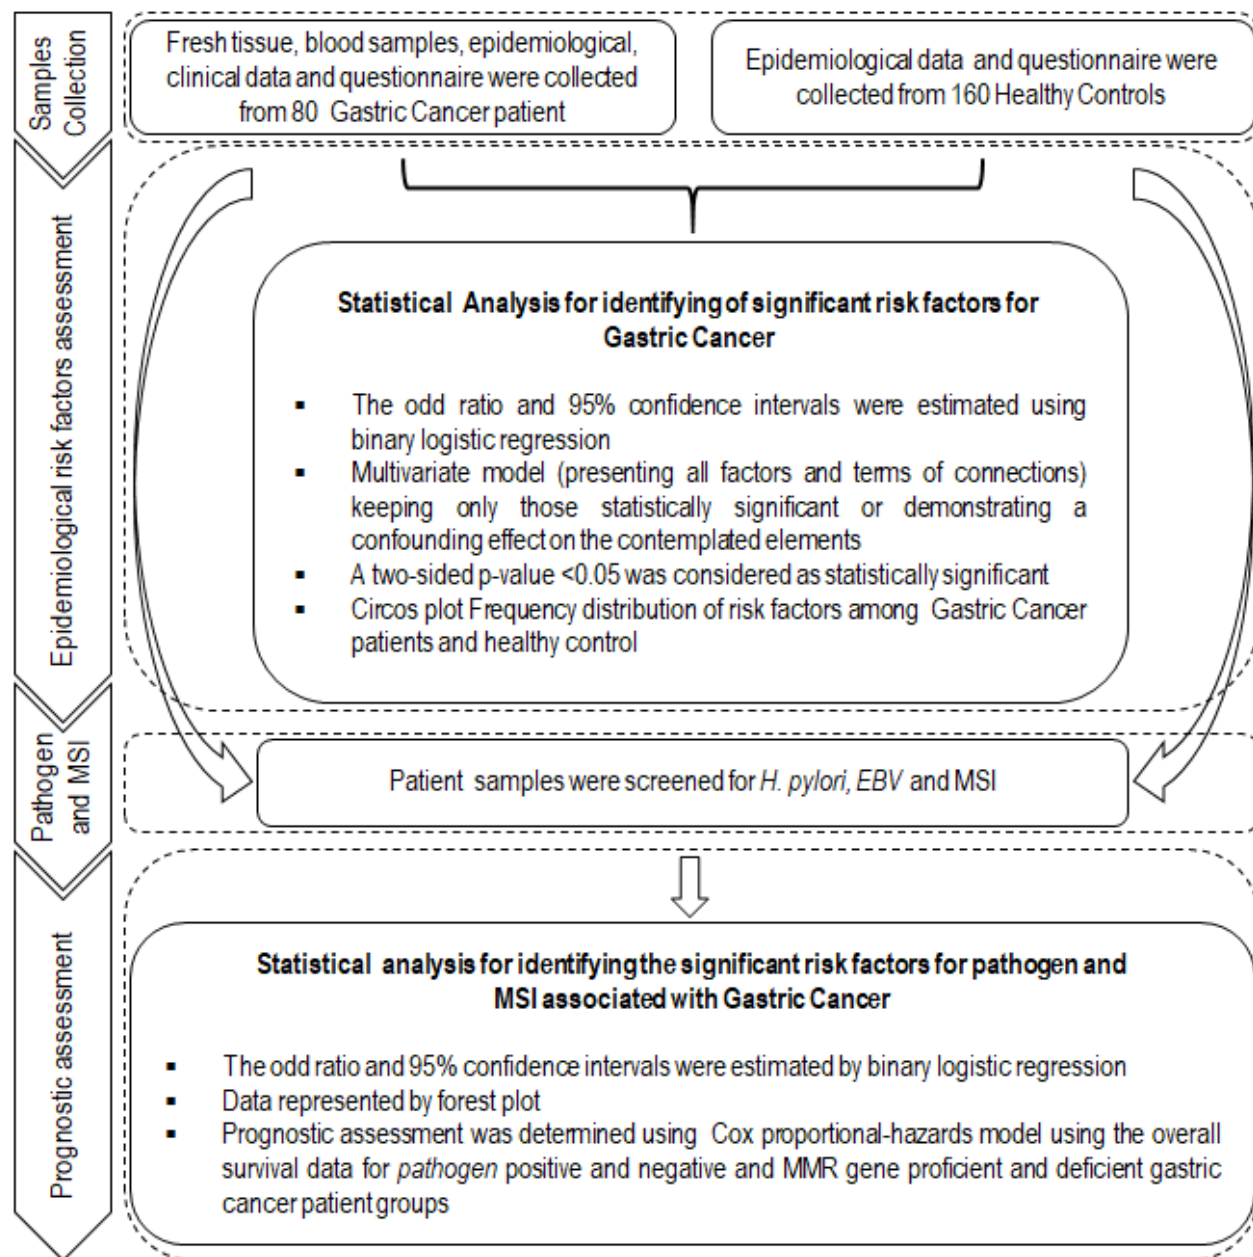 Samples
Collection
Fresh tissue, blood samples, epidemiological,
clinical data and questionnaire were collected
from 80 Gastric Cancer patient
Epidemiological data and questionnaire were
collected from 160 Healthy Controls
Epidemiological risk factors assessment
Statistical Analysis for identifying of significant risk factors for
Gastric Cancer
▪ The odd ratio and 95% confidence intervals were estimated using
binary logistic regression
▪ Multivariate model (presenting all factors and terms of connections)
keeping only those statistically significant or demonstrating a
confounding effect on the contemplated elements
▪ A two-sided p-value <0.05 was considered as statistically significant
▪ Circos plot Frequency distribution of risk factors among Gastric Cancer
patients and healthy control
Pathogen
and MSI
Patient samples were screened for H. pylori, EBV and MSI
Prognostic assessment
Statistical analysis for identifying the significant risk factors for pathogen and
MSI associated with Gastric Cancer
▪ The odd ratio and 95% confidence intervals were estimated by binary logistic regression
▪ Data represented by forest plot
▪ Prognostic assessment was determined using Cox proportional-hazards model using the overall
survival data for pathogen positive and negative and MMR gene proficient and deficient gastric
cancer patient groups